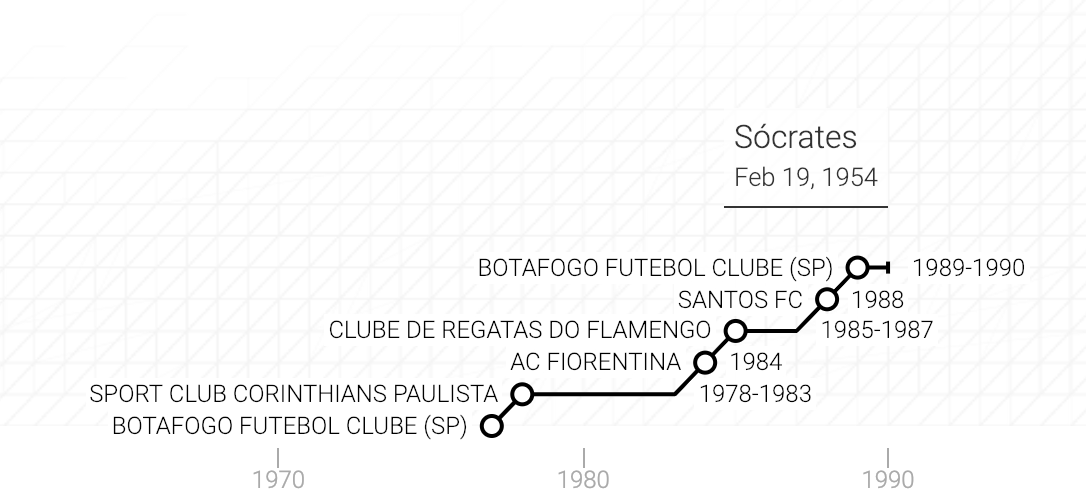 Sócrates
Feb 19, 1954
BOTAFOGO FUTEBOL CLUBE (SP) 1989-1990
SANTOS FC 1988
CLUBE DE REGATAS DO FLAMENGO 1985-1987
AC FIORENTINA 1984
SPORT CLUB CORINTHIANS PAULISTA 1978-1983
BOTAFOGO FUTEBOL CLUBE (SP)
1970 1980 1990